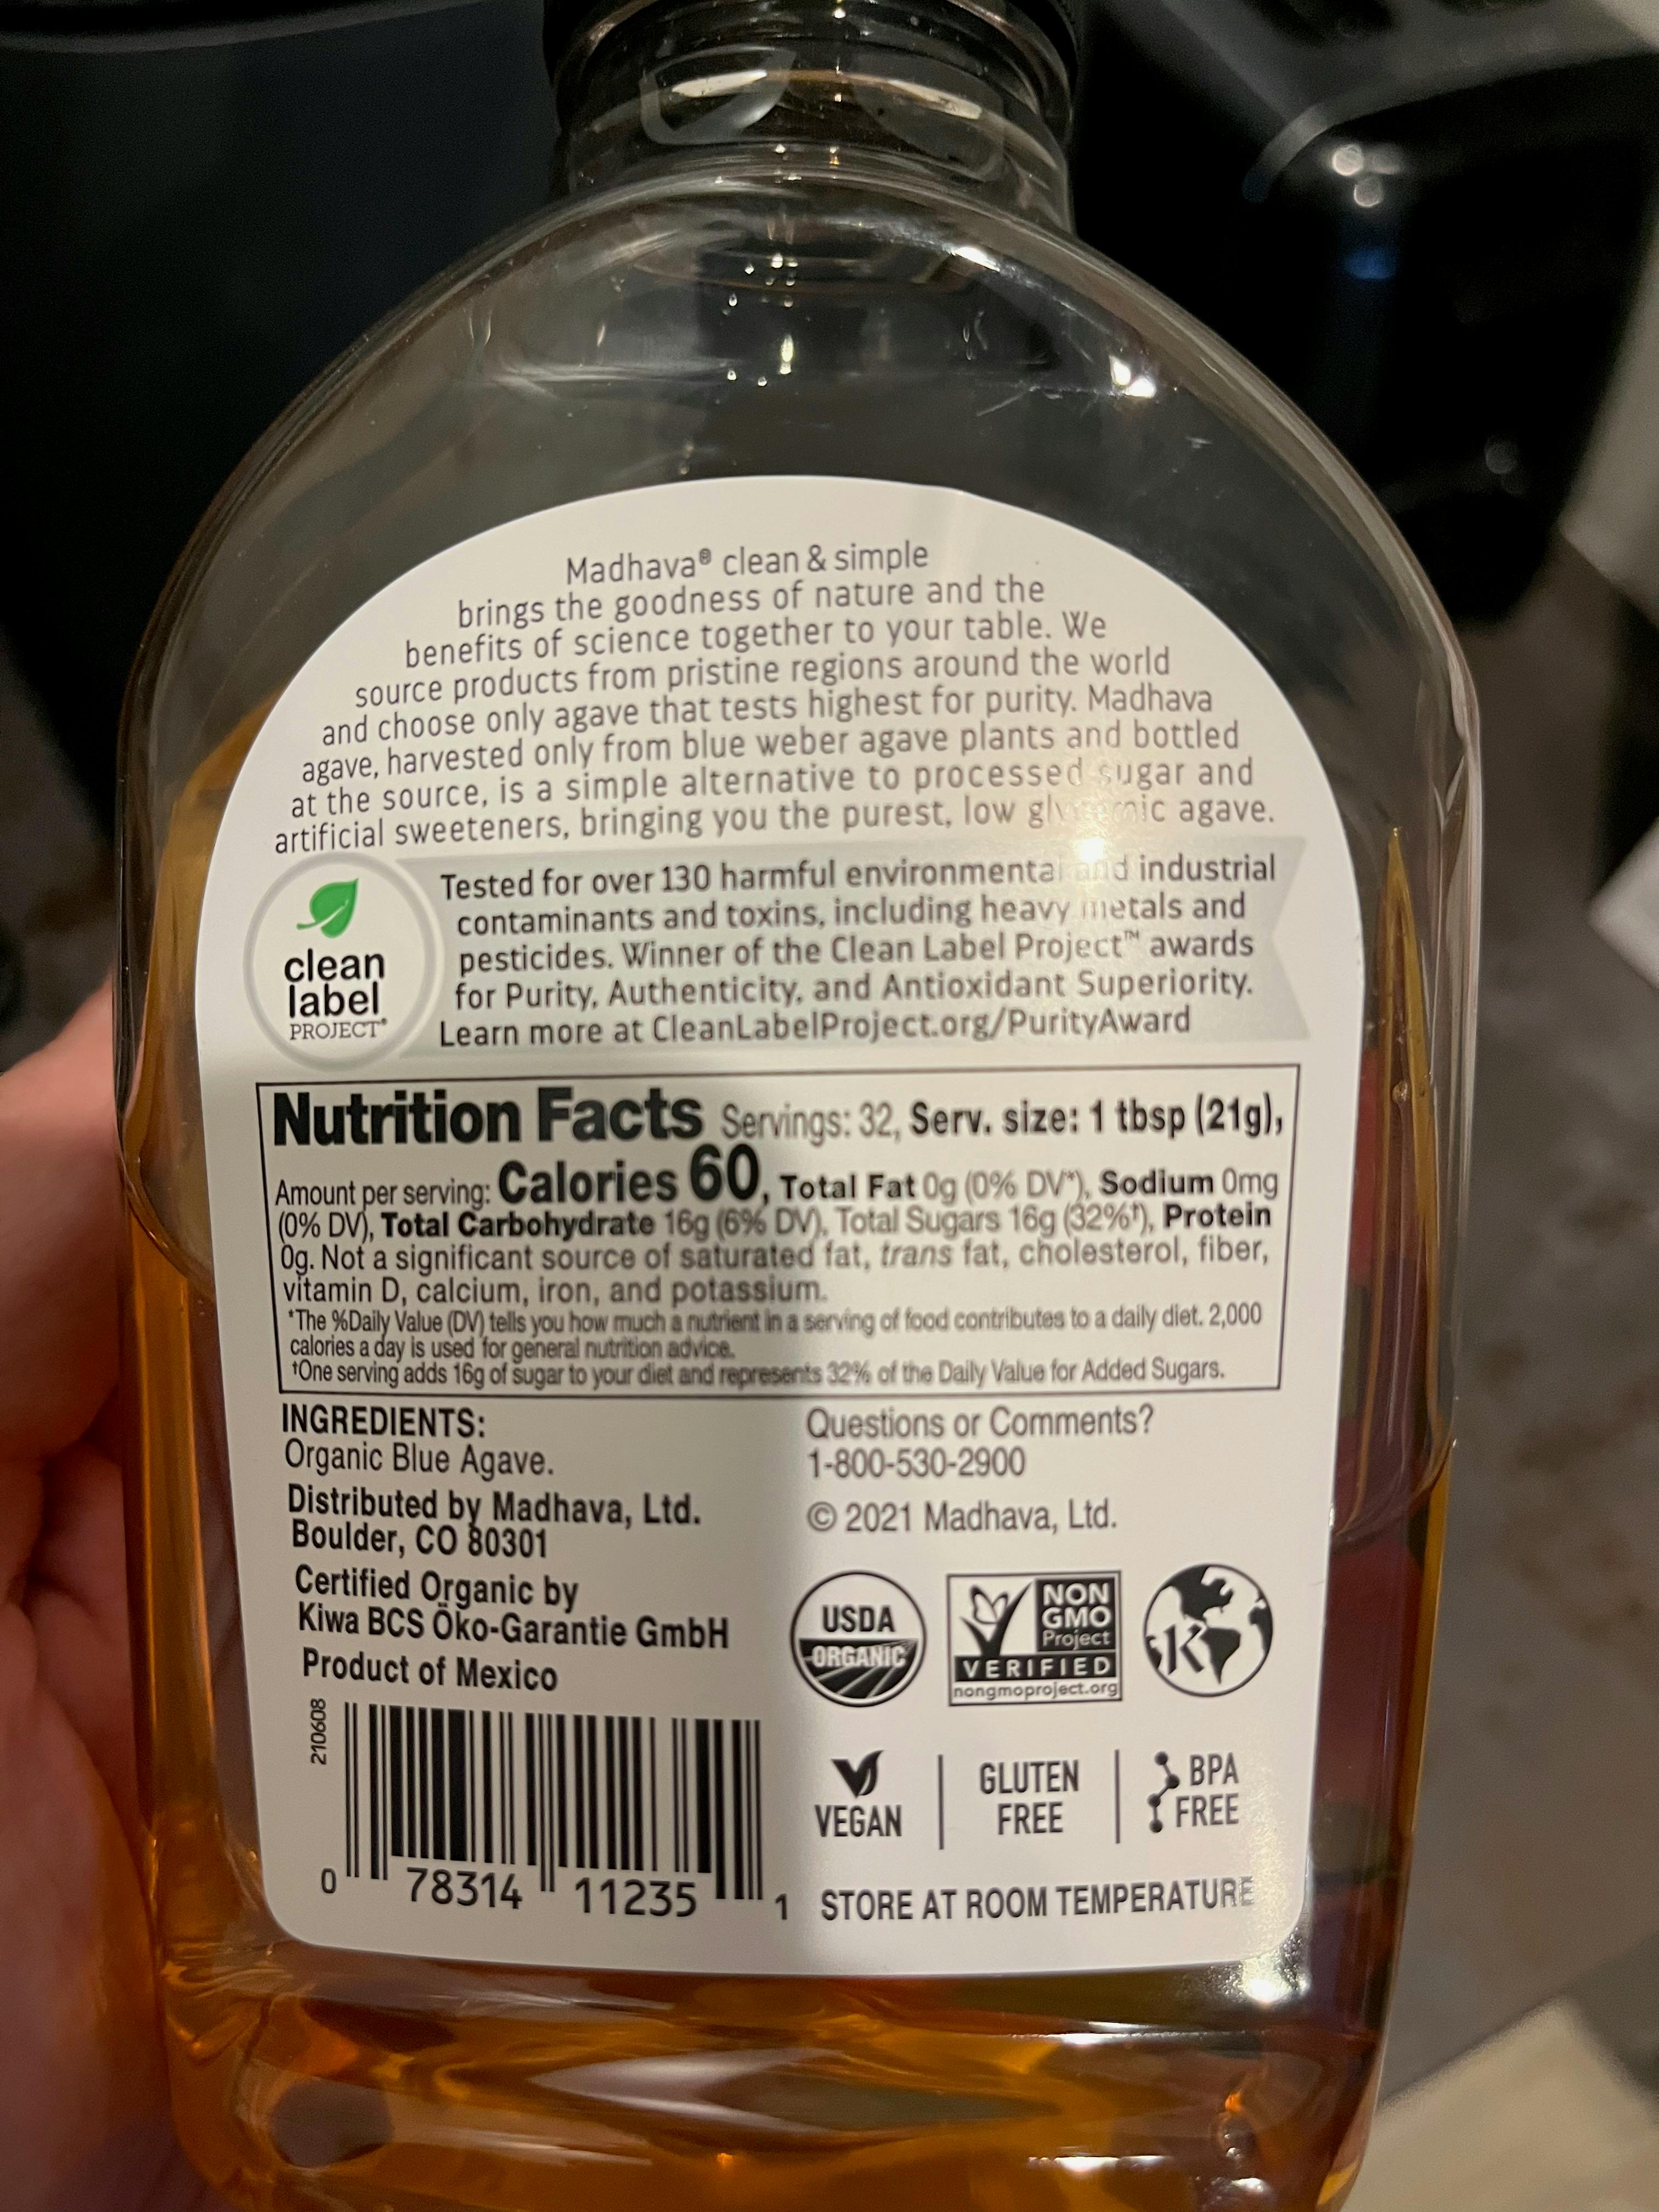 Madhava® clean & simple
brings the goodness of nature and the
benefits of science together to your table. We
source products from pristine regions around the world
and choose only agave that tests highest for purity. Madhava
agave, harvested only from blue weber agave plants and bottled
at the source, is a simple alternative to processed sugar and
artificial sweeteners, bringing you the purest, low glycemic agave.
clean
label
PROJECT®
Tested for over 130 harmful environmental and industrial
contaminants and toxins, including heavy metals and
pesticides. Winner of the Clean Label Project™ awards
for Purity, Authenticity, and Antioxidant Superiority.
Learn more at CleanLabelProject.org/PurityAward
Nutrition Facts Servings: 32, Serv. size: 1 tbsp (21g),
Amount per serving: Calories 60, Total Fat 0g (0% DV*), Sodium 0mg
(0% DV), Total Carbohydrate 16g (6% DV), Total Sugars 16g (32%†), Protein
0g. Not a significant source of saturated fat, trans fat, cholesterol, fiber,
vitamin D, calcium, iron, and potassium.
*The %Daily Value (DV) tells you how much a nutrient in a serving of food contributes to a daily diet. 2,000
calories a day is used for general nutrition advice.
†One serving adds 16g of sugar to your diet and represents 32% of the Daily Value for Added Sugars.
INGREDIENTS:
Organic Blue Agave.
Distributed by Madhava, Ltd.
Boulder, CO 80301
Certified Organic by
Kiwa BCS Öko-Garantie GmbH
Product of Mexico
210608
0 78314 11235 1
Questions or Comments?
1-800-530-2900
© 2021 Madhava, Ltd.
USDA
ORGANIC
NON
GMO
Project
VERIFIED
nongmoproject.org
K
VEGAN
GLUTEN
FREE
BPA
FREE
STORE AT ROOM TEMPERATURE